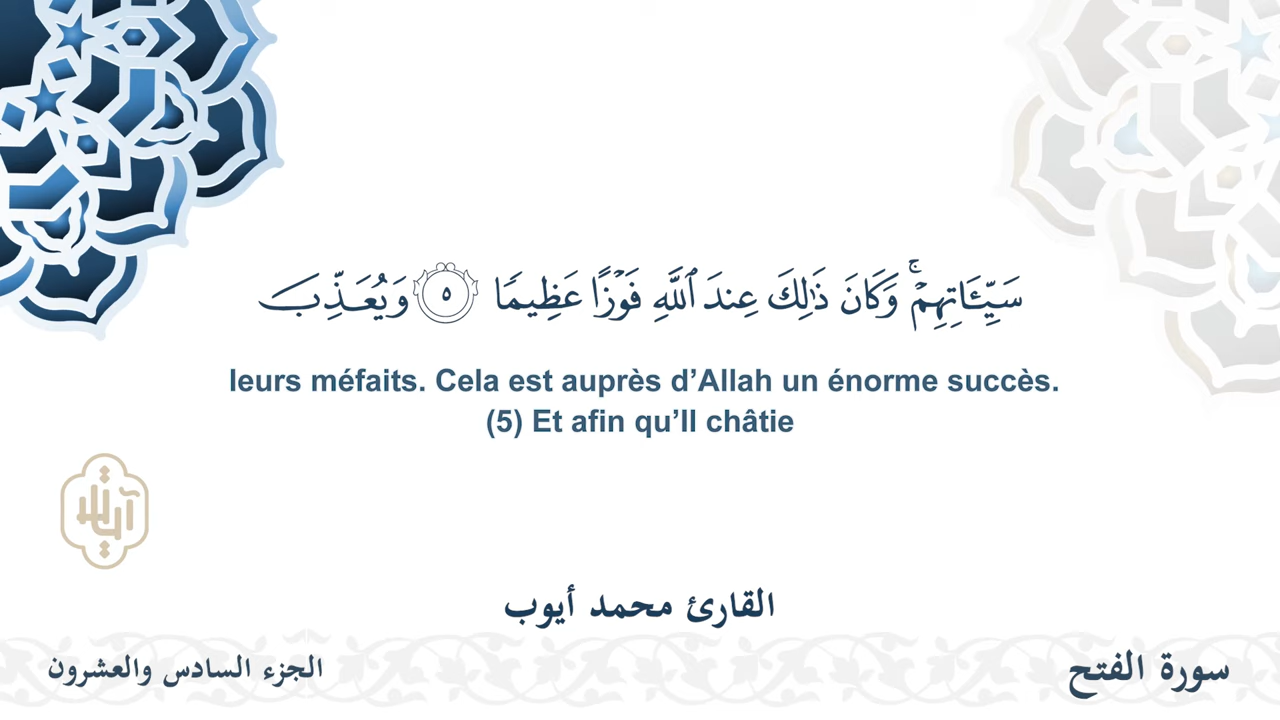 سَيِّـَٔاتِهِمۡۚ وَكَانَ ذَٰلِكَ عِندَ ٱللَّهِ فَوۡزًا عَظِيمٗا ٥ وَيُعَذِّبَ
leurs méfaits. Cela est auprès d’Allah un énorme succès.
(5) Et afin qu’Il châtie
آيات
القارئ محمد أيوب
الجزء السادس والعشرون
سورة الفتح